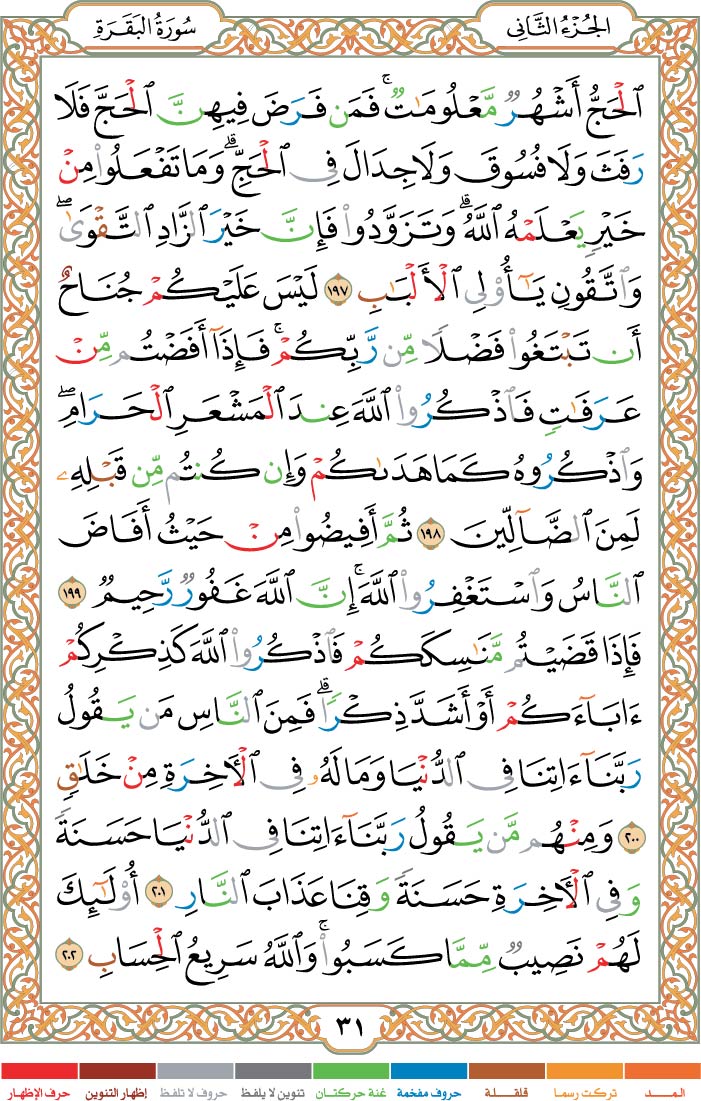 الجُزْءُ الثَّانِي
سُورَةُ البَقَرَةِ
ٱلۡحَجُّ أَشۡهُرٞ مَّعۡلُومَٰتٞۚ فَمَن فَرَضَ فِيهِنَّ ٱلۡحَجَّ فَلَا
رَفَثَ وَلَا فُسُوقَ وَلَا جِدَالَ فِي ٱلۡحَجِّۗ وَمَا تَفۡعَلُواْ مِنۡ
خَيۡرٖ يَعۡلَمۡهُ ٱللَّهُۗ وَتَزَوَّدُواْ فَإِنَّ خَيۡرَ ٱلزَّادِ ٱلتَّقۡوَىٰۖ
وَٱتَّقُونِ يَٰٓأُوْلِي ٱلۡأَلۡبَٰبِ ١٩٧ لَيۡسَ عَلَيۡكُمۡ جُنَاحٌ
أَن تَبۡتَغُواْ فَضۡلٗا مِّن رَّبِّكُمۡۚ فَإِذَآ أَفَضۡتُم مِّنۡ
عَرَفَٰتٖ فَٱذۡكُرُواْ ٱللَّهَ عِندَ ٱلۡمَشۡعَرِ ٱلۡحَرَامِۖ
وَٱذۡكُرُوهُ كَمَا هَدَىٰكُمۡ وَإِن كُنتُم مِّن قَبۡلِهِۦ
لَمِنَ ٱلضَّآلِّينَ ١٩٨ ثُمَّ أَفِيضُواْ مِنۡ حَيۡثُ أَفَاضَ
ٱلنَّاسُ وَٱسۡتَغۡفِرُواْ ٱللَّهَۚ إِنَّ ٱللَّهَ غَفُورٞ رَّحِيمٞ ١٩٩
فَإِذَا قَضَيۡتُم مَّنَٰسِكَكُمۡ فَٱذۡكُرُواْ ٱللَّهَ كَذِكۡرِكُمۡ
ءَابَآءَكُمۡ أَوۡ أَشَدَّ ذِكۡرٗاۗ فَمِنَ ٱلنَّاسِ مَن يَقُولُ
رَبَّنَآ ءَاتِنَا فِي ٱلدُّنۡيَا وَمَا لَهُۥ فِي ٱلۡأٓخِرَةِ مِنۡ خَلَٰقٖ
٢٠٠ وَمِنۡهُم مَّن يَقُولُ رَبَّنَآ ءَاتِنَا فِي ٱلدُّنۡيَا حَسَنَةٗ
وَفِي ٱلۡأٓخِرَةِ حَسَنَةٗ وَقِنَا عَذَابَ ٱلنَّارِ ٢٠١ أُوْلَٰٓئِكَ
لَهُمۡ نَصِيبٞ مِّمَّا كَسَبُواْۚ وَٱللَّهُ سَرِيعُ ٱلۡحِسَابِ ٢٠٢
٣١
المــد تركت رسما قلقلة حروف مفخمة غنة حركتان تنوين لا يلفظ حروف لا تلفظ إظهار التنوين حرف الإظهار